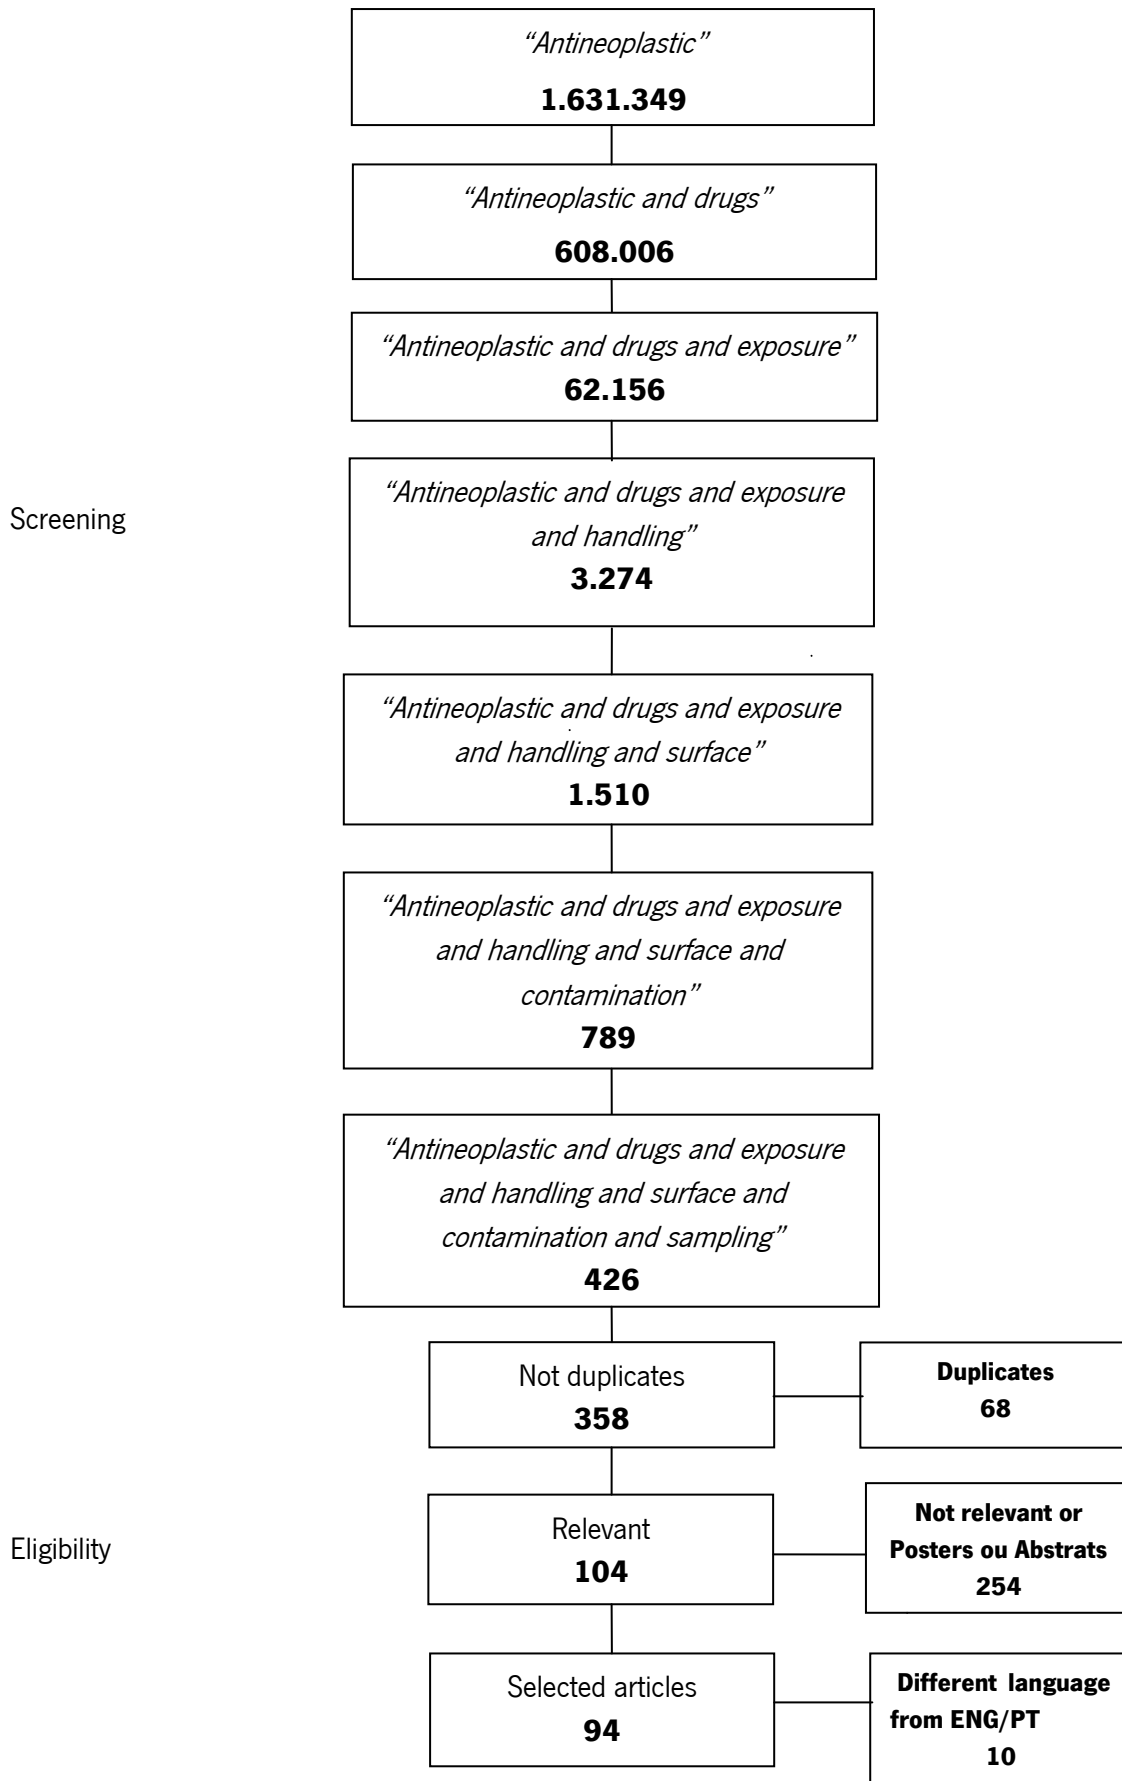 “Antineoplastic”
1.631.349
“Antineoplastic and drugs”
608.006
“Antineoplastic and drugs and exposure”
62.156
Screening
“Antineoplastic and drugs and exposure
and handling”
3.274
“Antineoplastic and drugs and exposure
and handling and surface”
1.510
“Antineoplastic and drugs and exposure
and handling and surface and
contamination”
789
“Antineoplastic and drugs and exposure
and handling and surface and
contamination and sampling”
426
Not duplicates
358
Duplicates
68
Eligibility
Relevant
104
Not relevant or
Posters ou Abstrats
254
Selected articles
94
Different language
from ENG/PT
10